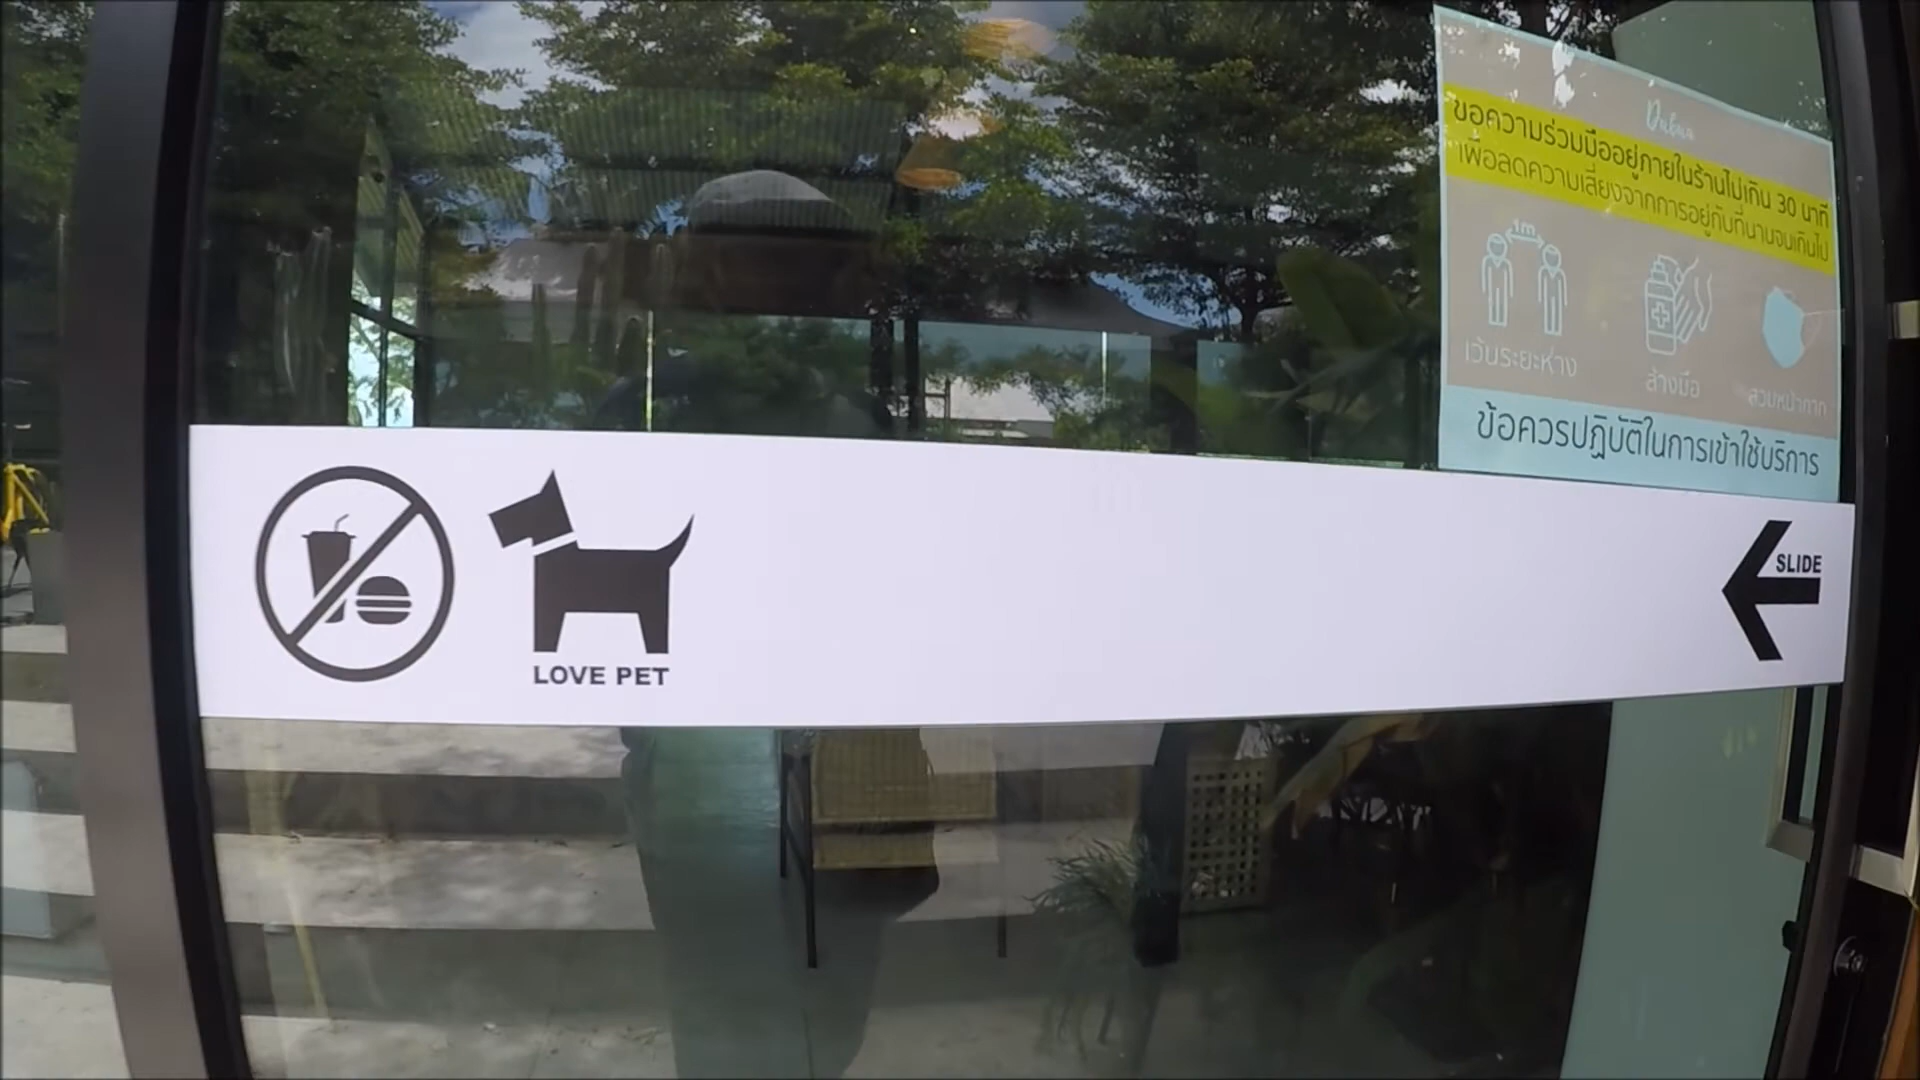 Dubua
ขอความร่วมมืออยู่ภายในร้านไม่เกิน 30 นาที
เพื่อลดความเสี่ยงจากการอยู่กับที่นานจนเกินไป
1 m
เว้นระยะห่าง
ล้างมือ
สวมหน้ากาก
ข้อควรปฏิบัติในการเข้าใช้บริการ
SLIDE
LOVE PET